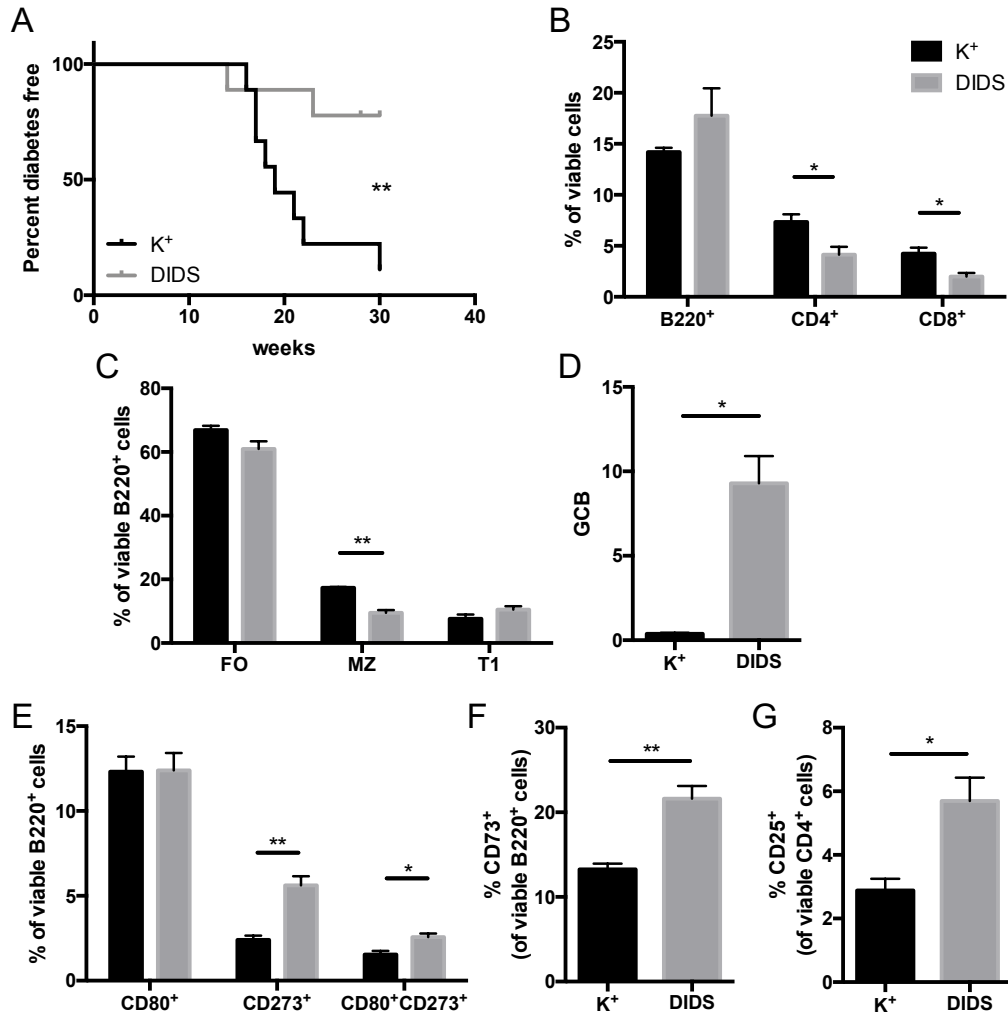 A
Percent diabetes free
100
50
0
**
K⁺
DIDS
0 10 20 30 40
weeks
B
% of viable cells
25
20
15
10
5
0
K⁺
DIDS
*
*
B220⁺ CD4⁺ CD8⁺
C
% of viable B220⁺ cells
80
60
40
20
0
**
FO MZ T1
D
GCB
15
10
5
0
*
K⁺ DIDS
E
% of viable B220⁺ cells
15
10
5
0
**
*
CD80⁺ CD273⁺ CD80⁺CD273⁺
F
% CD73⁺
(of viable B220⁺ cells)
30
20
10
0
**
K⁺ DIDS
G
% CD25⁺
(of viable CD4⁺ cells)
8
6
4
2
0
*
K⁺ DIDS